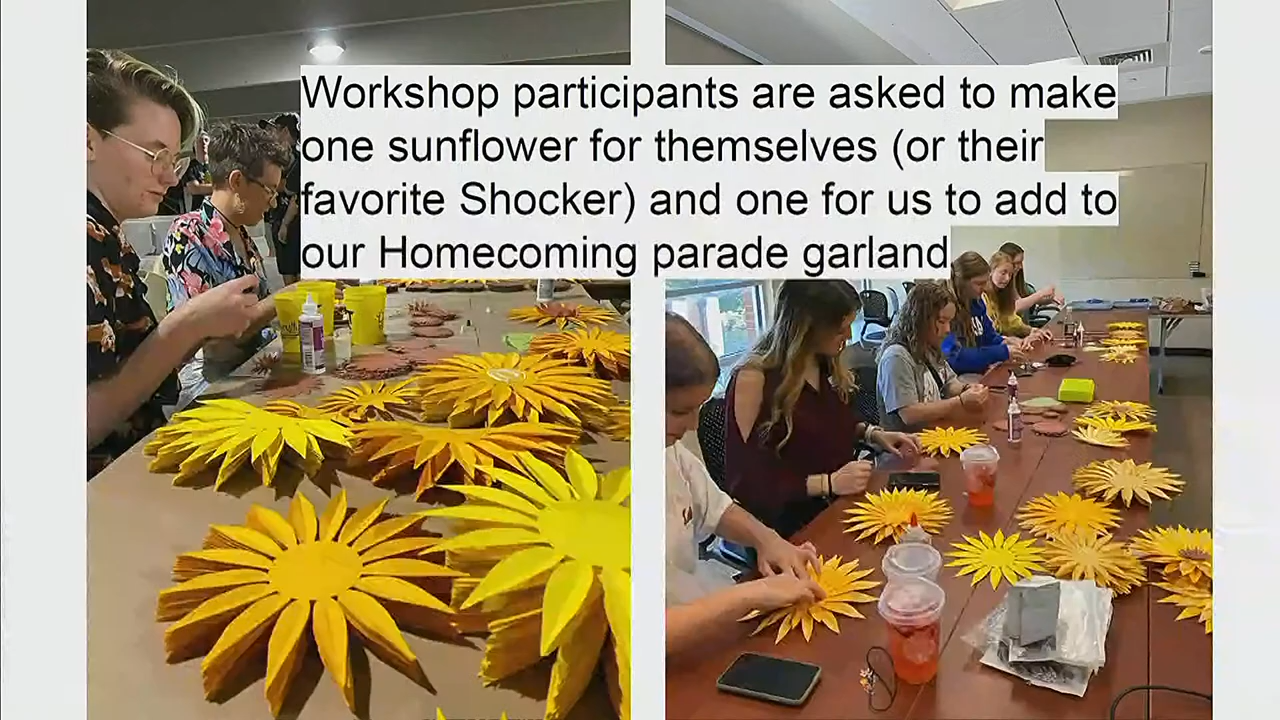 Workshop participants are asked to make
one sunflower for themselves (or their
favorite Shocker) and one for us to add to
our Homecoming parade garland